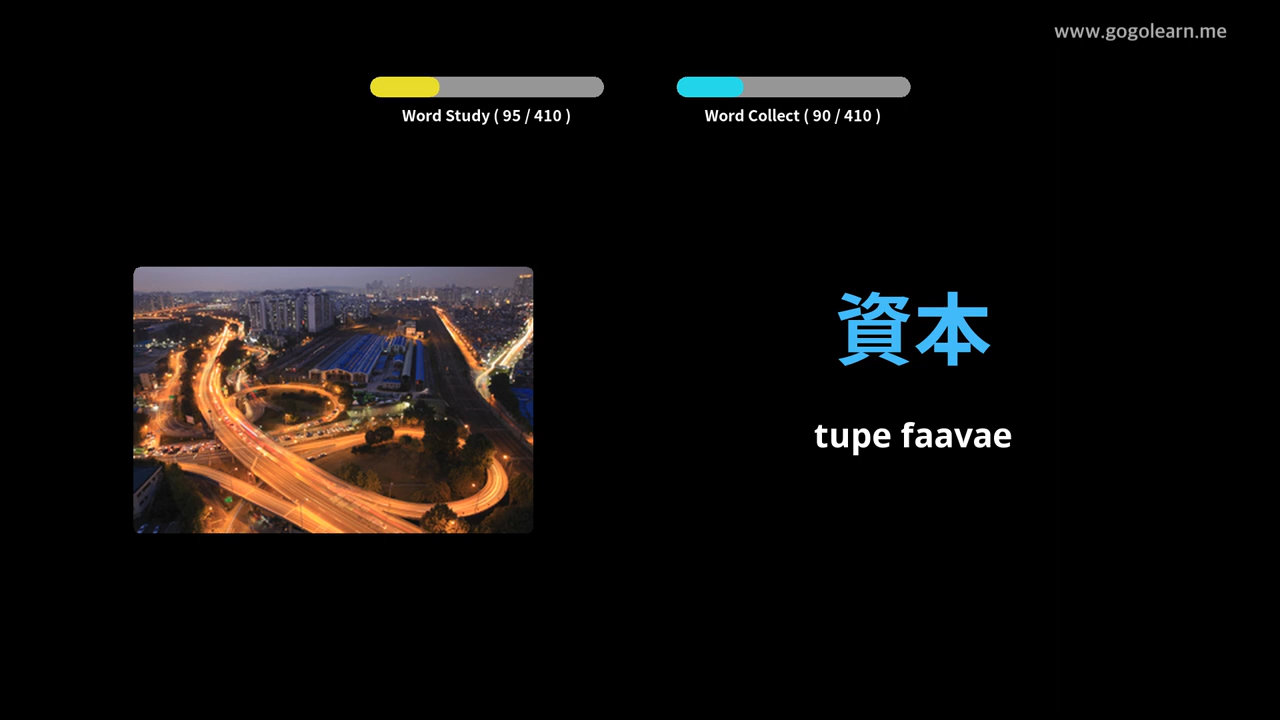 www.gogolearn.me
Word Study ( 95 / 410 )
Word Collect ( 90 / 410 )
資本
tupe faavae